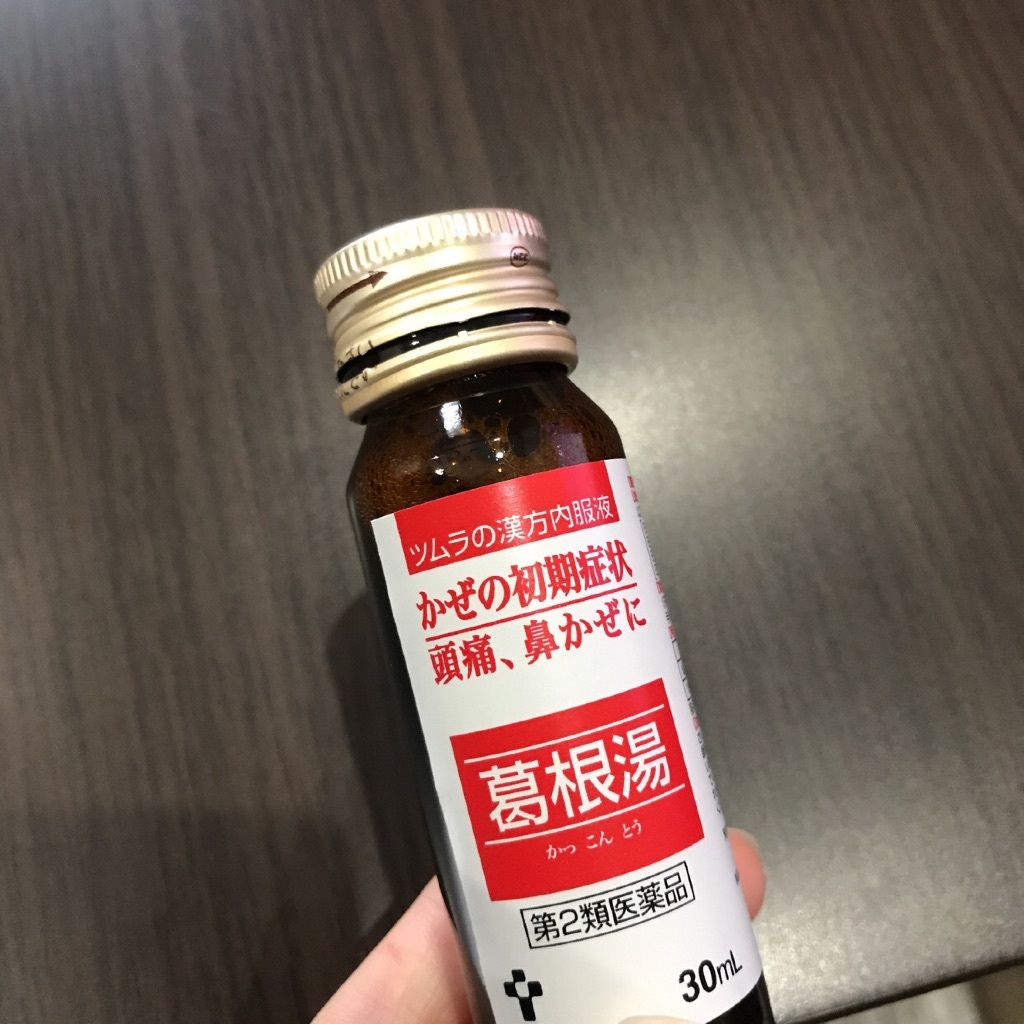 ツムラの漢方内服液
かぜの初期症状
頭痛、鼻かぜに
葛根湯
かっこんとう
第2類医薬品
30mL